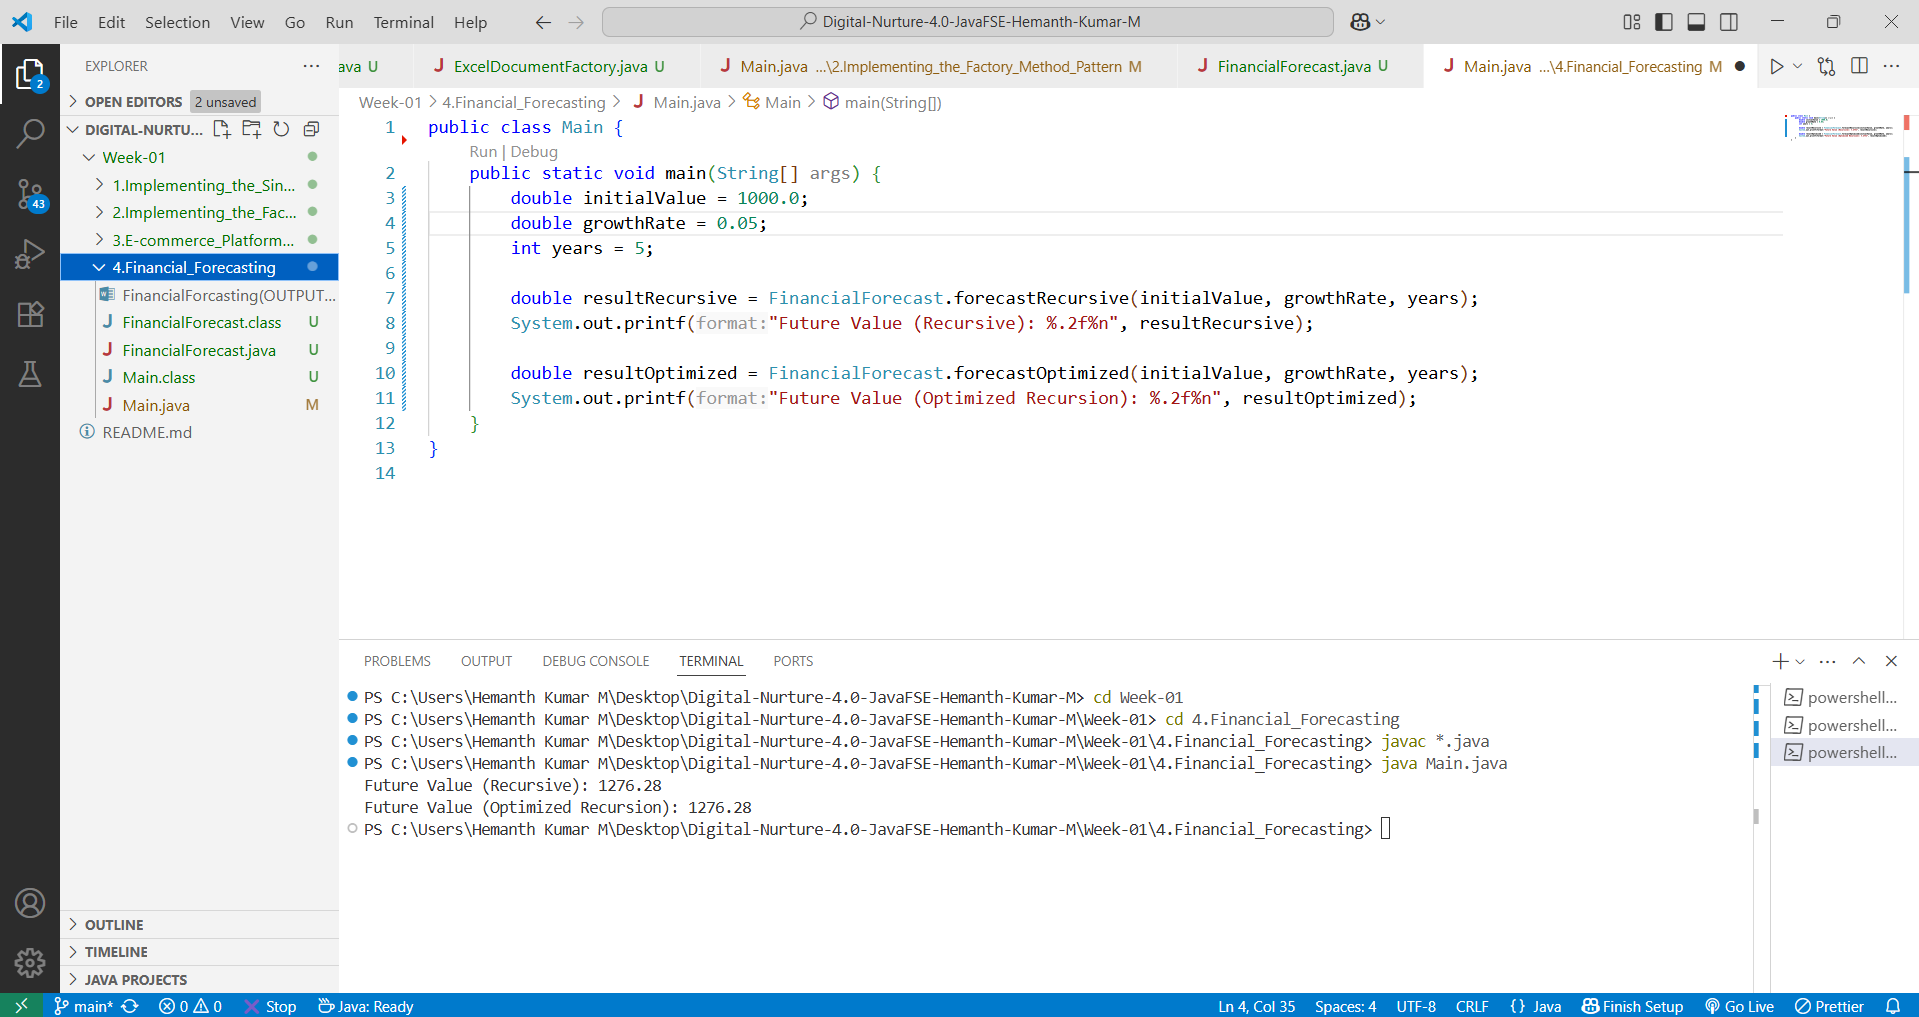 File Edit Selection View Go Run Terminal Help
Digital-Nurture-4.0-JavaFSE-Hemanth-Kumar-M
EXPLORER
OPEN EDITORS 2 unsaved
DIGITAL-NURTU...
Week-01
1.Implementing_the_Sin...
2.Implementing_the_Fac...
3.E-commerce_Platform...
4.Financial_Forecasting
FinancialForcasting(OUTPUT...
FinancialForecast.class U
FinancialForecast.java U
Main.class U
Main.java M
README.md
OUTLINE
TIMELINE
JAVA PROJECTS
2
43
ava U
ExcelDocumentFactory.java U
Main.java ...\2.Implementing_the_Factory_Method_Pattern M
FinancialForecast.java U
Main.java ...\4.Financial_Forecasting M
Week-01 > 4.Financial_Forecasting > Main.java > Main > main(String[])
1 public class Main {
Run | Debug
2 public static void main(String[] args) {
3 double initialValue = 1000.0;
4 double growthRate = 0.05;
5 int years = 5;
6
7 double resultRecursive = FinancialForecast.forecastRecursive(initialValue, growthRate, years);
8 System.out.printf(format:"Future Value (Recursive): %.2f%n", resultRecursive);
9
10 double resultOptimized = FinancialForecast.forecastOptimized(initialValue, growthRate, years);
11 System.out.printf(format:"Future Value (Optimized Recursion): %.2f%n", resultOptimized);
12 }
13 }
14
PROBLEMS OUTPUT DEBUG CONSOLE TERMINAL PORTS
PS C:\Users\Hemanth Kumar M\Desktop\Digital-Nurture-4.0-JavaFSE-Hemanth-Kumar-M> cd Week-01
PS C:\Users\Hemanth Kumar M\Desktop\Digital-Nurture-4.0-JavaFSE-Hemanth-Kumar-M\Week-01> cd 4.Financial_Forecasting
PS C:\Users\Hemanth Kumar M\Desktop\Digital-Nurture-4.0-JavaFSE-Hemanth-Kumar-M\Week-01\4.Financial_Forecasting> javac *.java
PS C:\Users\Hemanth Kumar M\Desktop\Digital-Nurture-4.0-JavaFSE-Hemanth-Kumar-M\Week-01\4.Financial_Forecasting> java Main.java
Future Value (Recursive): 1276.28
Future Value (Optimized Recursion): 1276.28
PS C:\Users\Hemanth Kumar M\Desktop\Digital-Nurture-4.0-JavaFSE-Hemanth-Kumar-M\Week-01\4.Financial_Forecasting>
powershell...
powershell...
powershell...
main* 0 0 Stop Java: Ready
Ln 4, Col 35 Spaces: 4 UTF-8 CRLF {} Java Finish Setup Go Live Prettier